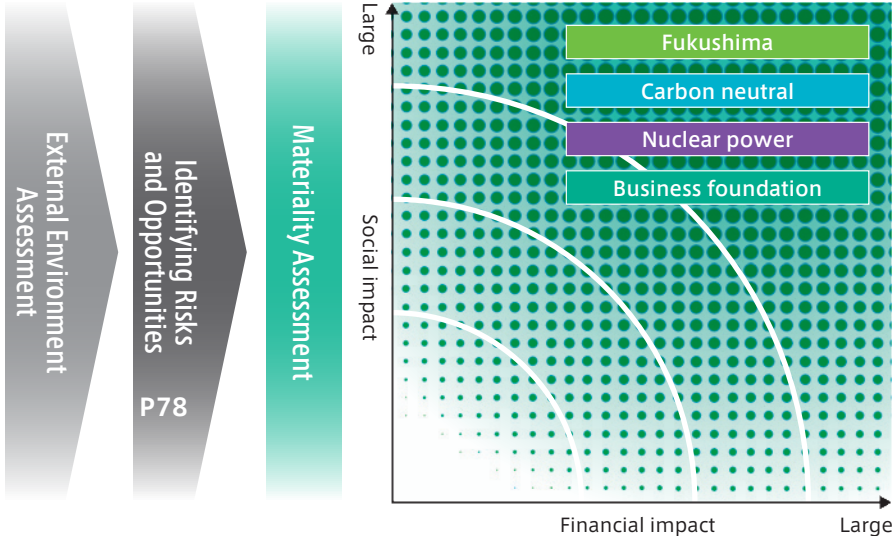 External Environment
Assessment
Identifying Risks
and Opportunities
P78
Materiality Assessment
Large
Social impact
Fukushima
Carbon neutral
Nuclear power
Business foundation
Financial impact
Large